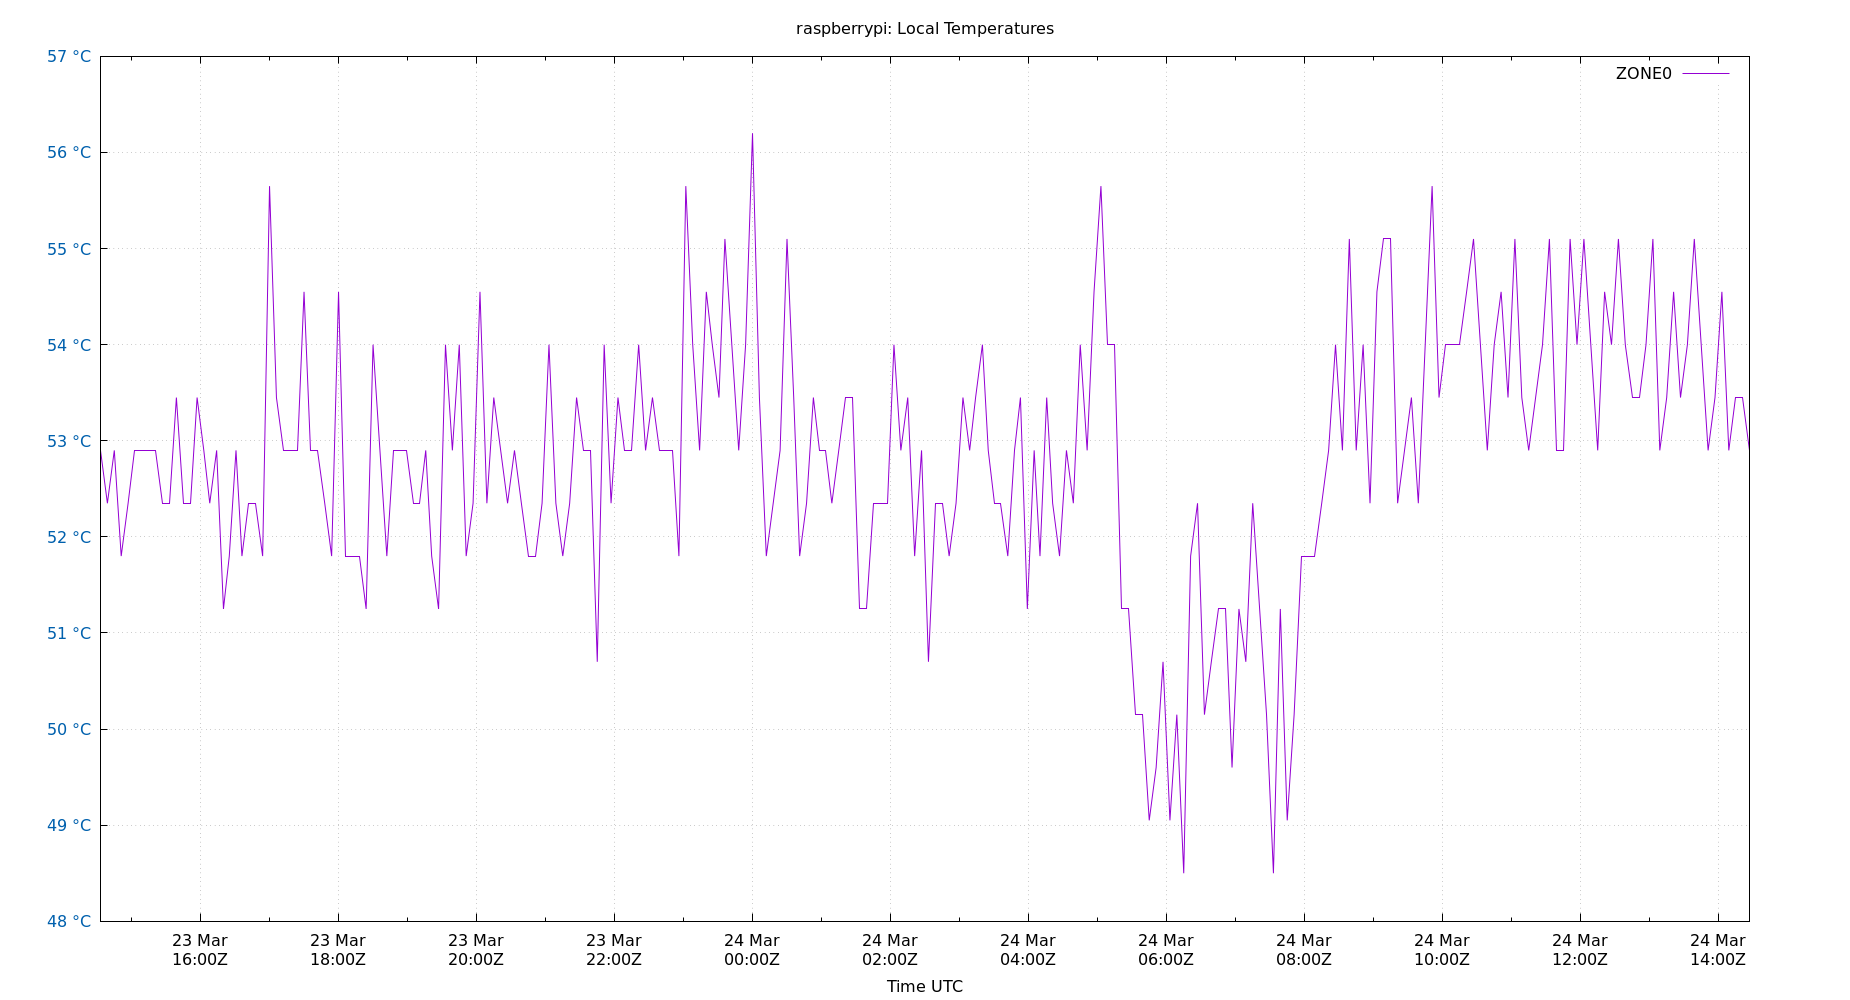 raspberrypi: Local Temperatures
57 °C
ZONE0
56 °C
55 °C
54 °C
53 °C
52 °C
51 °C
50 °C
49 °C
48 °C
23 Mar 23 Mar 23 Mar 23 Mar 24 Mar 24 Mar 24 Mar 24 Mar 24 Mar 24 Mar 24 Mar 24 Mar
16:00Z 18:00Z 20:00Z 22:00Z 00:00Z 02:00Z 04:00Z 06:00Z 08:00Z 10:00Z 12:00Z 14:00Z
Time UTC